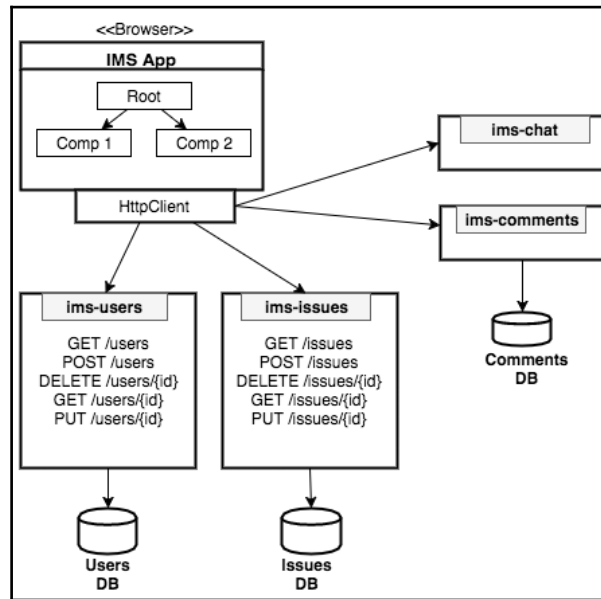 <<Browser>>
IMS App
Root
Comp 1
Comp 2
HttpClient
ims-chat
ims-comments
Comments
DB
ims-users
GET /users
POST /users
DELETE /users/{id}
GET /users/{id}
PUT /users/{id}
ims-issues
GET /issues
POST /issues
DELETE /issues/{id}
GET /issues/{id}
PUT /issues/{id}
Users
DB
Issues
DB